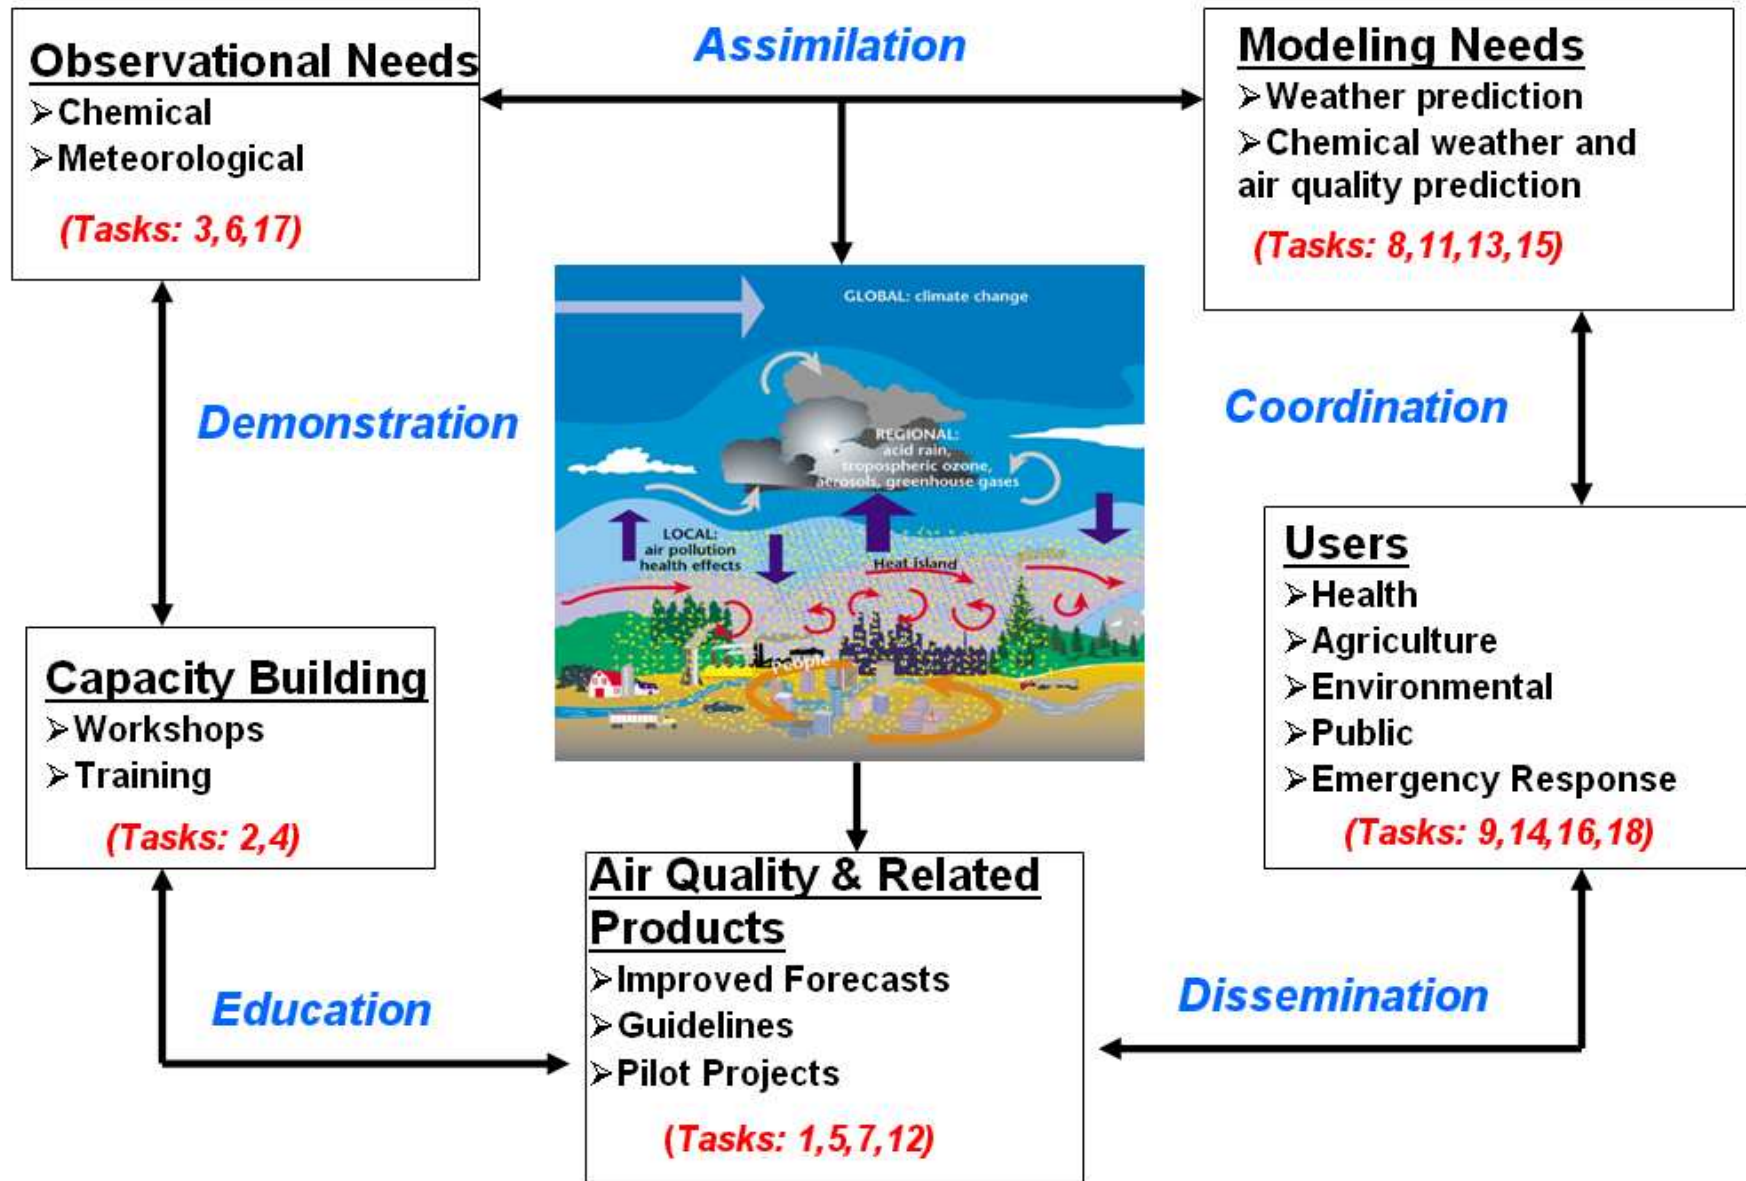 Observational Needs
➢Chemical
➢Meteorological
(Tasks: 3,6,17)
Assimilation
Modeling Needs
➢Weather prediction
➢Chemical weather and
air quality prediction
(Tasks: 8,11,13,15)
Demonstration
GLOBAL: climate change
REGIONAL:
acid rain,
tropospheric ozone,
aerosols, greenhouse gases
LOCAL:
air pollution
health effects
Heat island
People
Coordination
Capacity Building
➢Workshops
➢Training
(Tasks: 2,4)
Users
➢Health
➢Agriculture
➢Environmental
➢Public
➢Emergency Response
(Tasks: 9,14,16,18)
Education
Air Quality & Related
Products
➢Improved Forecasts
➢Guidelines
➢Pilot Projects
(Tasks: 1,5,7,12)
Dissemination